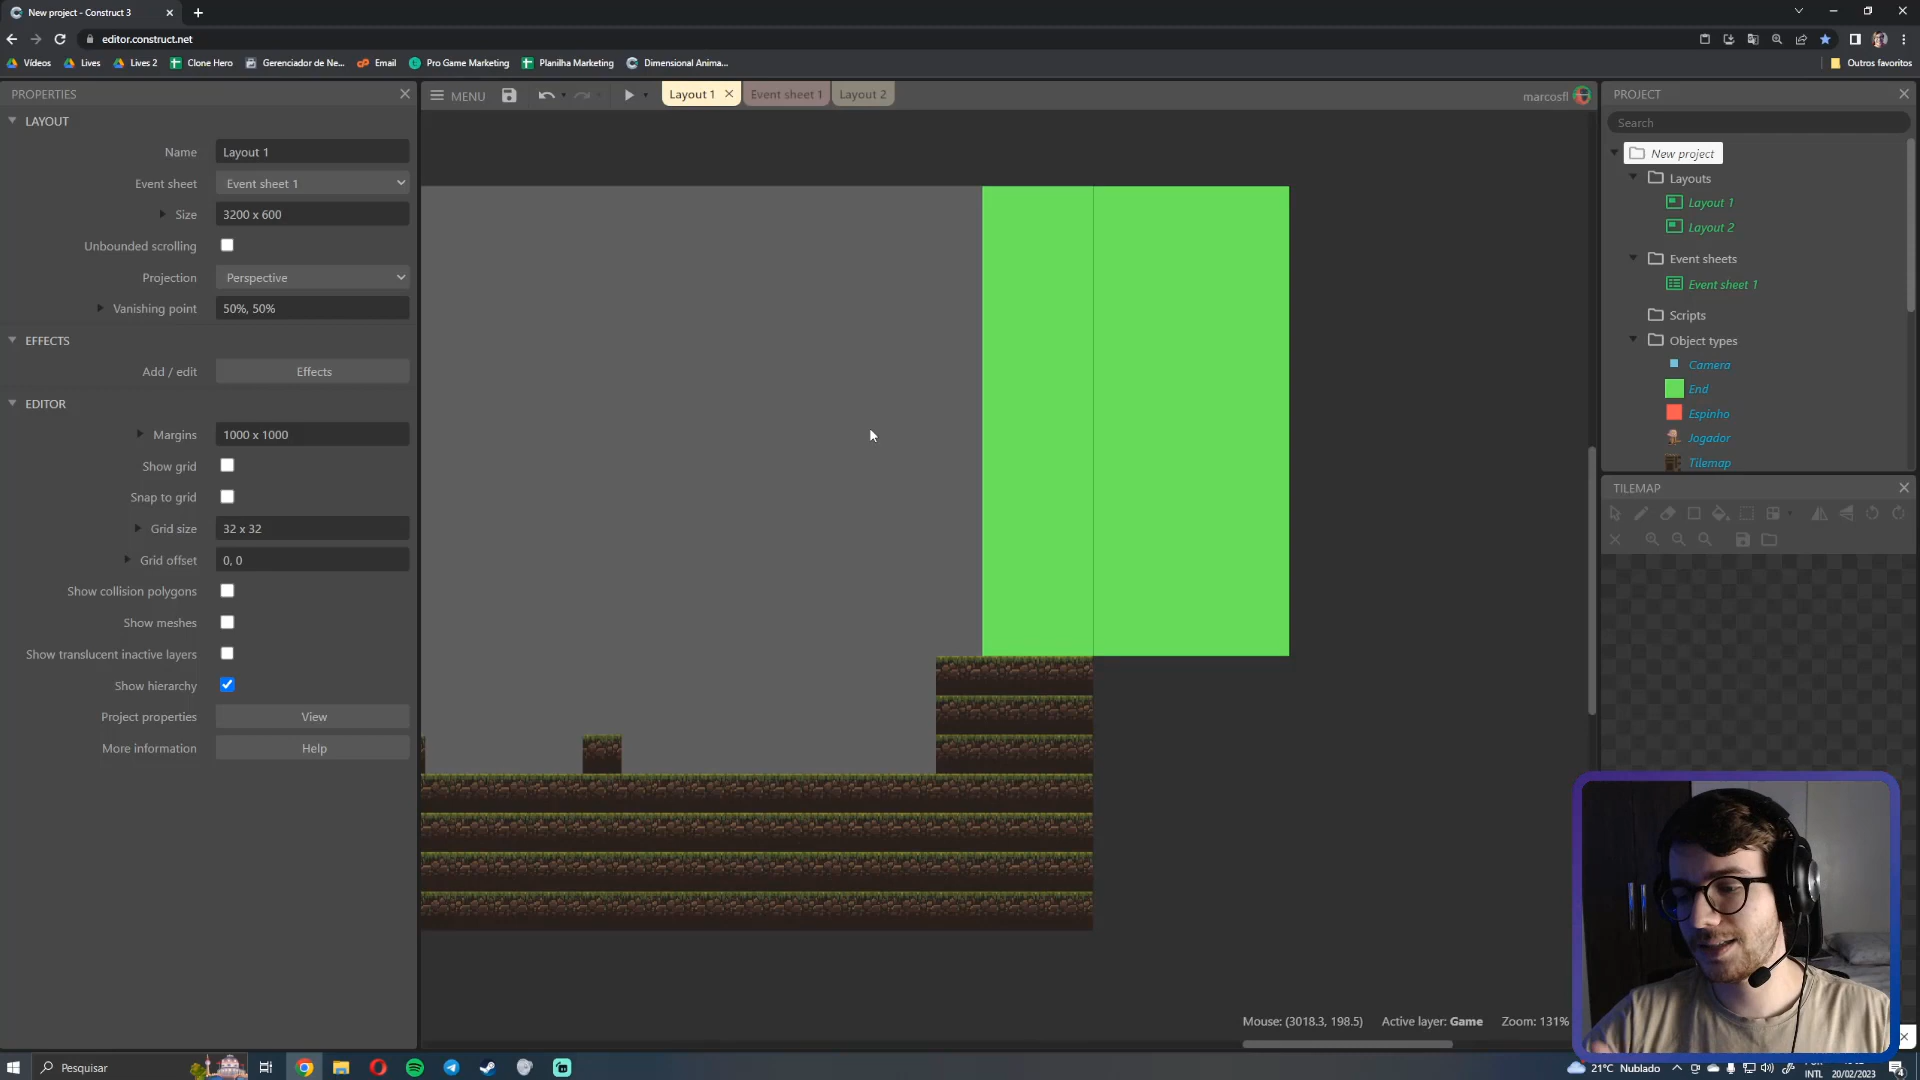 New project - Construct 3
editor.construct.net
Vídeos
Lives
Lives 2
Clone Hero
Gerenciador de Ne...
Email
Pro Game Marketing
Planilha Marketing
Dimensional Anima...
Outros favoritos
PROPERTIES
MENU
Layout 1
Event sheet 1
Layout 2
marcosfl
PROJECT
LAYOUT
Search
Name
Layout 1
New project
Event sheet
Event sheet 1
Layouts
Size
3200 x 600
Layout 1
Unbounded scrolling
Layout 2
Projection
Perspective
Event sheets
Vanishing point
50%, 50%
Event sheet 1
EFFECTS
Scripts
Add / edit
Effects
Object types
EDITOR
Camera
Margins
1000 x 1000
End
Show grid
Espinho
Snap to grid
Jogador
Grid size
32 x 32
Tilemap
Grid offset
0, 0
TILEMAP
Show collision polygons
Show meshes
Show translucent inactive layers
Show hierarchy
Project properties
View
More information
Help
Mouse: (3018.3, 198.5)
Active layer: Game
Zoom: 131%
Pesquisar
21°C Nublado
INTL
20/02/2023
4